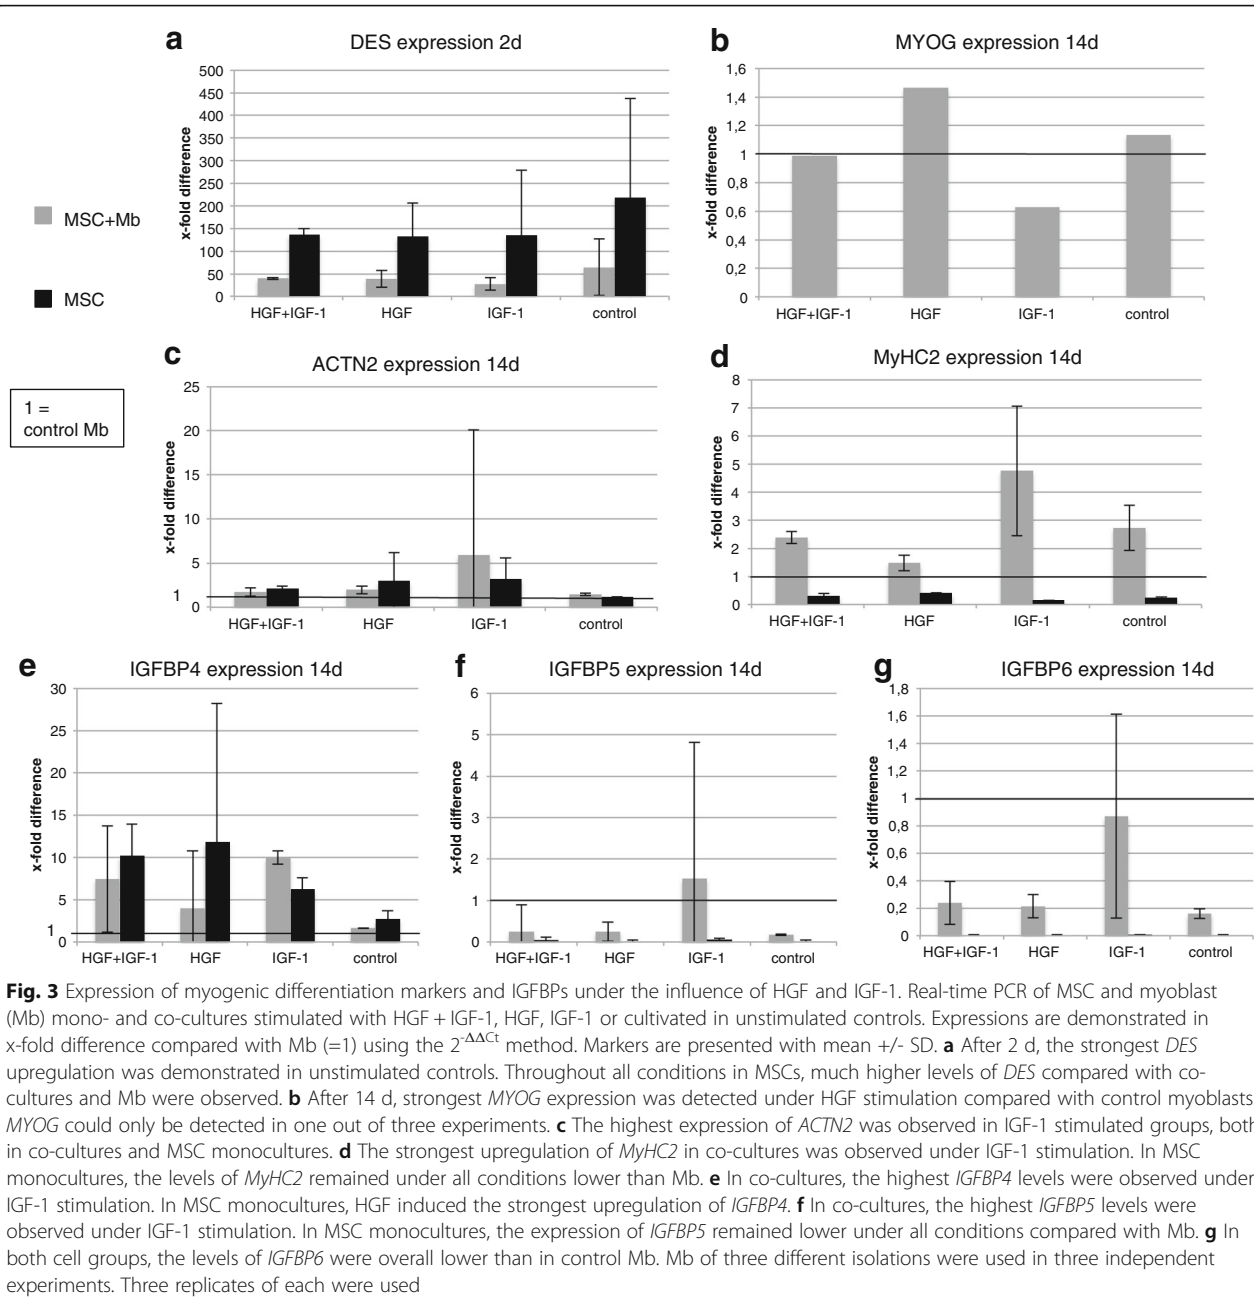 a DES expression 2d
500
450
400
350
300
250
200
150
100
50
0
x-fold difference
HGF+IGF-1 HGF IGF-1 control
b MYOG expression 14d
1,6
1,4
1,2
1
0,8
0,6
0,4
0,2
0
x-fold difference
HGF+IGF-1 HGF IGF-1 control
MSC+Mb
MSC
1 =
control Mb
c ACTN2 expression 14d
25
20
15
10
5
1
0
x-fold difference
HGF+IGF-1 HGF IGF-1 control
d MyHC2 expression 14d
8
7
6
5
4
3
2
1
0
x-fold difference
HGF+IGF-1 HGF IGF-1 control
e IGFBP4 expression 14d
30
25
20
15
10
5
1
0
x-fold difference
HGF+IGF-1 HGF IGF-1 control
f IGFBP5 expression 14d
6
5
4
3
2
1
0
x-fold difference
HGF+IGF-1 HGF IGF-1 control
g IGFBP6 expression 14d
1,8
1,6
1,4
1,2
1
0,8
0,6
0,4
0,2
0
x-fold difference
HGF+IGF-1 HGF IGF-1 control
Fig. 3 Expression of myogenic differentiation markers and IGFBPs under the influence of HGF and IGF-1. Real-time PCR of MSC and myoblast
(Mb) mono- and co-cultures stimulated with HGF + IGF-1, HGF, IGF-1 or cultivated in unstimulated controls. Expressions are demonstrated in
x-fold difference compared with Mb (=1) using the 2-ΔΔCt method. Markers are presented with mean +/- SD. a After 2 d, the strongest DES
upregulation was demonstrated in unstimulated controls. Throughout all conditions in MSCs, much higher levels of DES compared with co-
cultures and Mb were observed. b After 14 d, strongest MYOG expression was detected under HGF stimulation compared with control myoblasts
MYOG could only be detected in one out of three experiments. c The highest expression of ACTN2 was observed in IGF-1 stimulated groups, both
in co-cultures and MSC monocultures. d The strongest upregulation of MyHC2 in co-cultures was observed under IGF-1 stimulation. In MSC
monocultures, the levels of MyHC2 remained under all conditions lower than Mb. e In co-cultures, the highest IGFBP4 levels were observed under
IGF-1 stimulation. In MSC monocultures, HGF induced the strongest upregulation of IGFBP4. f In co-cultures, the highest IGFBP5 levels were
observed under IGF-1 stimulation. In MSC monocultures, the expression of IGFBP5 remained lower under all conditions compared with Mb. g In
both cell groups, the levels of IGFBP6 were overall lower than in control Mb. Mb of three different isolations were used in three independent
experiments. Three replicates of each were used